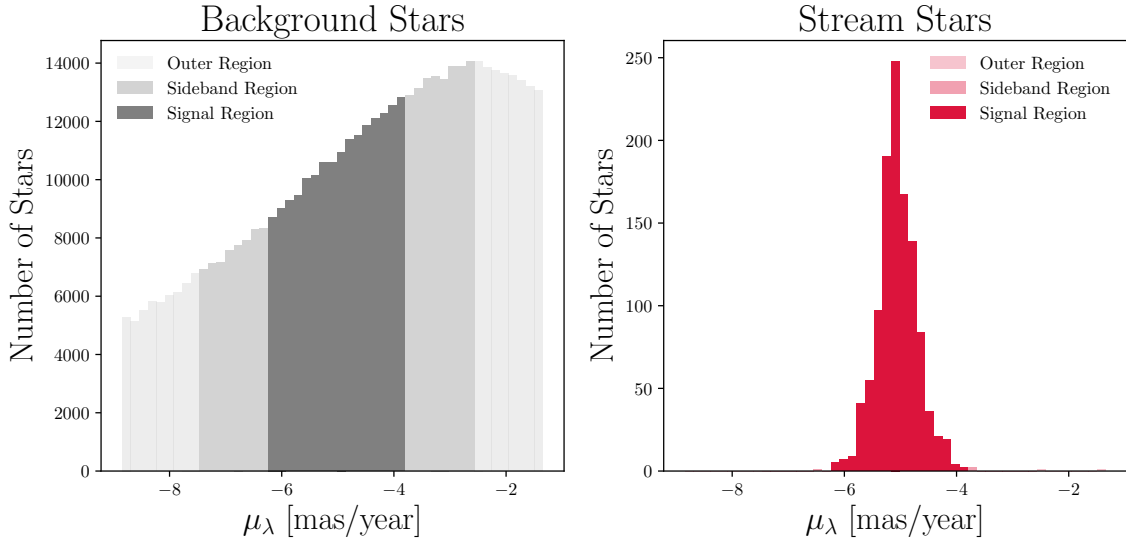 Background Stars
Outer Region
Sideband Region
Signal Region
14000
12000
10000
8000
6000
4000
2000
0
Number of Stars
−8
−6
−4
−2
μλ [mas/year]
Stream Stars
Outer Region
Sideband Region
Signal Region
250
200
150
100
50
0
Number of Stars
−8
−6
−4
−2
μλ [mas/year]